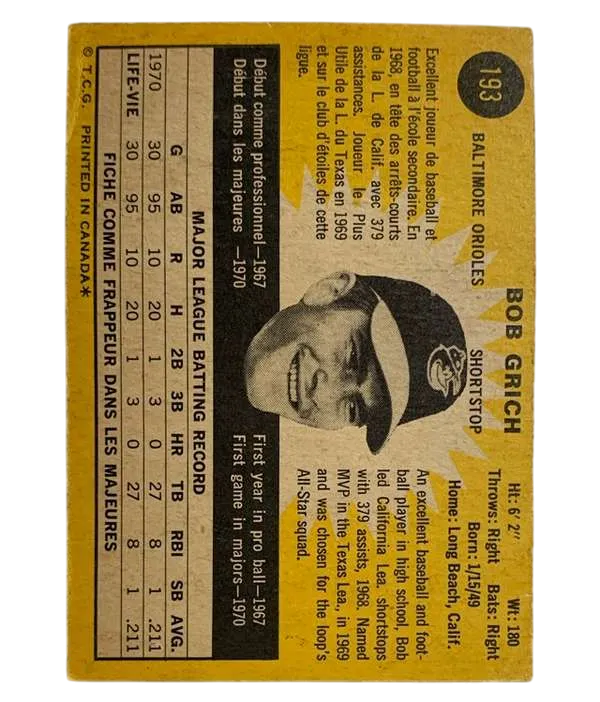 193
BOB GRICH
BALTIMORE ORIOLES SHORTSTOP
Ht: 6' 2" Wt: 180
Throws: Right Bats: Right
Born: 1/15/49
Home: Long Beach, Calif.
Excellent joueur de baseball et
football à l'école secondaire. En
1968, en tête des arrêts-courts
de la L. de Calif. avec 379
assistances. Joueur le Plus
Utile de la L. du Texas en 1969
et sur le club d'étoiles de cette
ligue.
An excellent baseball and foot-
ball player in high school, Bob
led California Lea. shortstops
with 379 assists, 1968. Named
MVP in the Texas Lea., in 1969
and was chosen for the loop's
All-Star squad.
Début comme professionnel—1967
Début dans les majeures —1970
First year in pro ball—1967
First game in majors—1970
MAJOR LEAGUE BATTING RECORD
G AB R H 2B 3B HR TB RBI SB AVG.
1970 30 95 10 20 1 3 0 27 8 1 .211
LIFE-VIE 30 95 10 20 1 3 0 27 8 1 .211
FICHE COMME FRAPPEUR DANS LES MAJEURES
© T.C.G. PRINTED IN CANADA*